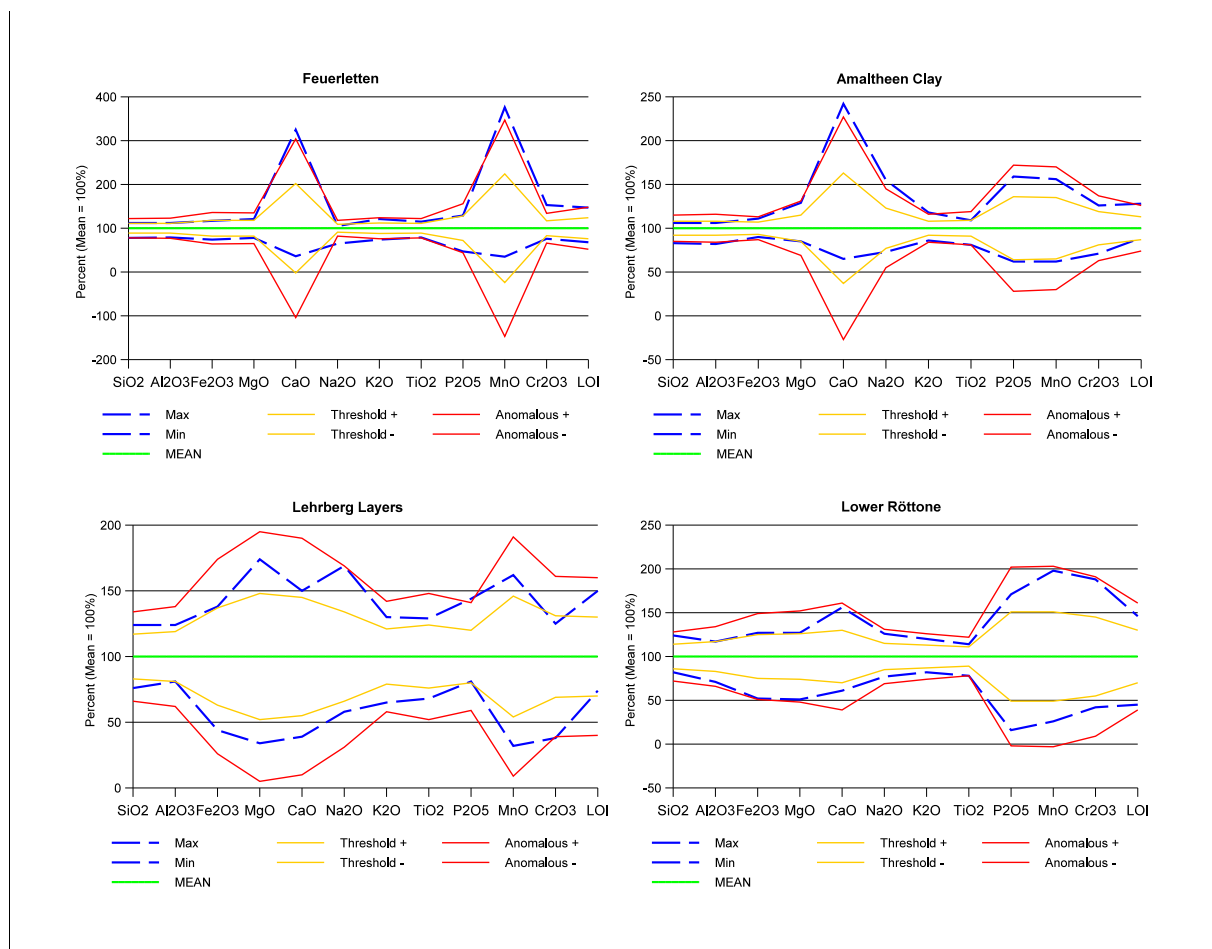 Feuerletten
Percent (Mean = 100%)
400
300
200
100
0
-100
-200
SiO2 Al2O3 Fe2O3 MgO CaO Na2O K2O TiO2 P2O5 MnO Cr2O3 LOI
Max Threshold + Anomalous +
Min Threshold - Anomalous -
MEAN
Amaltheen Clay
Percent (Mean = 100%)
250
200
150
100
50
0
-50
SiO2 Al2O3 Fe2O3 MgO CaO Na2O K2O TiO2 P2O5 MnO Cr2O3 LOI
Max Threshold + Anomalous +
Min Threshold - Anomalous -
MEAN
Lehrberg Layers
Percent (Mean = 100%)
200
150
100
50
0
SiO2 Al2O3 Fe2O3 MgO CaO Na2O K2O TiO2 P2O5 MnO Cr2O3 LOI
Max Threshold + Anomalous +
Min Threshold - Anomalous -
MEAN
Lower Röttone
Percent (Mean = 100%)
250
200
150
100
50
0
-50
SiO2 Al2O3 Fe2O3 MgO CaO Na2O K2O TiO2 P2O5 MnO Cr2O3 LOI
Max Threshold + Anomalous +
Min Threshold - Anomalous -
MEAN